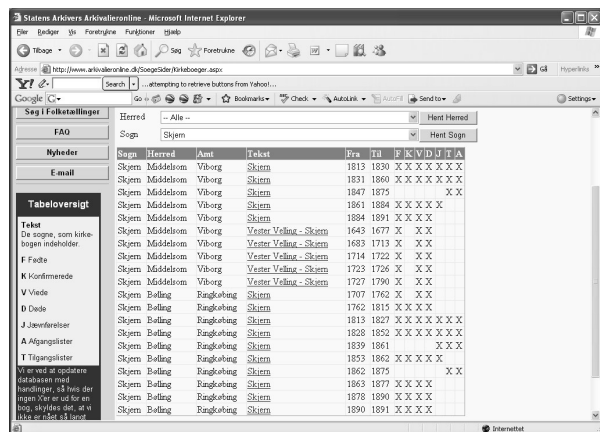 Statens Arkivers Arkivalieronline - Microsoft Internet Explorer
Filer Rediger Vis Foretrukne Funktioner Hjælp
Tilbage Søg Foretrukne
Adresse http://www.arkivalieronline.dk/SoegeSider/Kirkeboeger.aspx Gå Hyperlinks »
Y! Search ...attempting to retrieve buttons from Yahoo!...
Google G Go Bookmarks Check AutoLink AutoFill Send to Settings
Søg i Folketællinger
FAQ
Nyheder
E-mail
Tabeloversigt
Tekst
De sogne, som kirke-
bogen indeholder.
F Fødte
K Konfirmerede
V Viede
D Døde
J Jævnførelser
A Afgangslister
T Tilgangslister
Vi er ved at opdatere
databasen med
handlinger, så hvis der
ingen X'er er ud for en
bog, skyldes det, at vi
ikke er nået så langt
Herred -- Alle -- Hent Herred
Sogn Skjern Hent Sogn
Sogn Herred Amt Tekst Fra Til F K V D J T A
Skjern Middelsom Viborg Skjern 1813 1830 X X X X X X X
Skjern Middelsom Viborg Skjern 1831 1860 X X X X X X X
Skjern Middelsom Viborg Skjern 1847 1875 X X
Skjern Middelsom Viborg Skjern 1861 1884 X X X X X
Skjern Middelsom Viborg Skjern 1884 1891 X X X X
Skjern Middelsom Viborg Vester Velling - Skjern 1643 1677 X X X
Skjern Middelsom Viborg Vester Velling - Skjern 1683 1713 X X X
Skjern Middelsom Viborg Vester Velling - Skjern 1714 1722 X X X
Skjern Middelsom Viborg Vester Velling - Skjern 1723 1726 X X X
Skjern Middelsom Viborg Vester Velling - Skjern 1727 1790 X X X
Skjern Bølling Ringkøbing Skjern 1707 1762 X X X
Skjern Bølling Ringkøbing Skjern 1762 1815 X X X X
Skjern Bølling Ringkøbing Skjern 1813 1827 X X X X X X X
Skjern Bølling Ringkøbing Skjern 1828 1852 X X X X X X X
Skjern Bølling Ringkøbing Skjern 1839 1861 X X X
Skjern Bølling Ringkøbing Skjern 1853 1862 X X X X X
Skjern Bølling Ringkøbing Skjern 1862 1875 X X
Skjern Bølling Ringkøbing Skjern 1863 1877 X X X X
Skjern Bølling Ringkøbing Skjern 1878 1890 X X X X
Skjern Bølling Ringkøbing Skjern 1890 1891 X X X X
Internettet